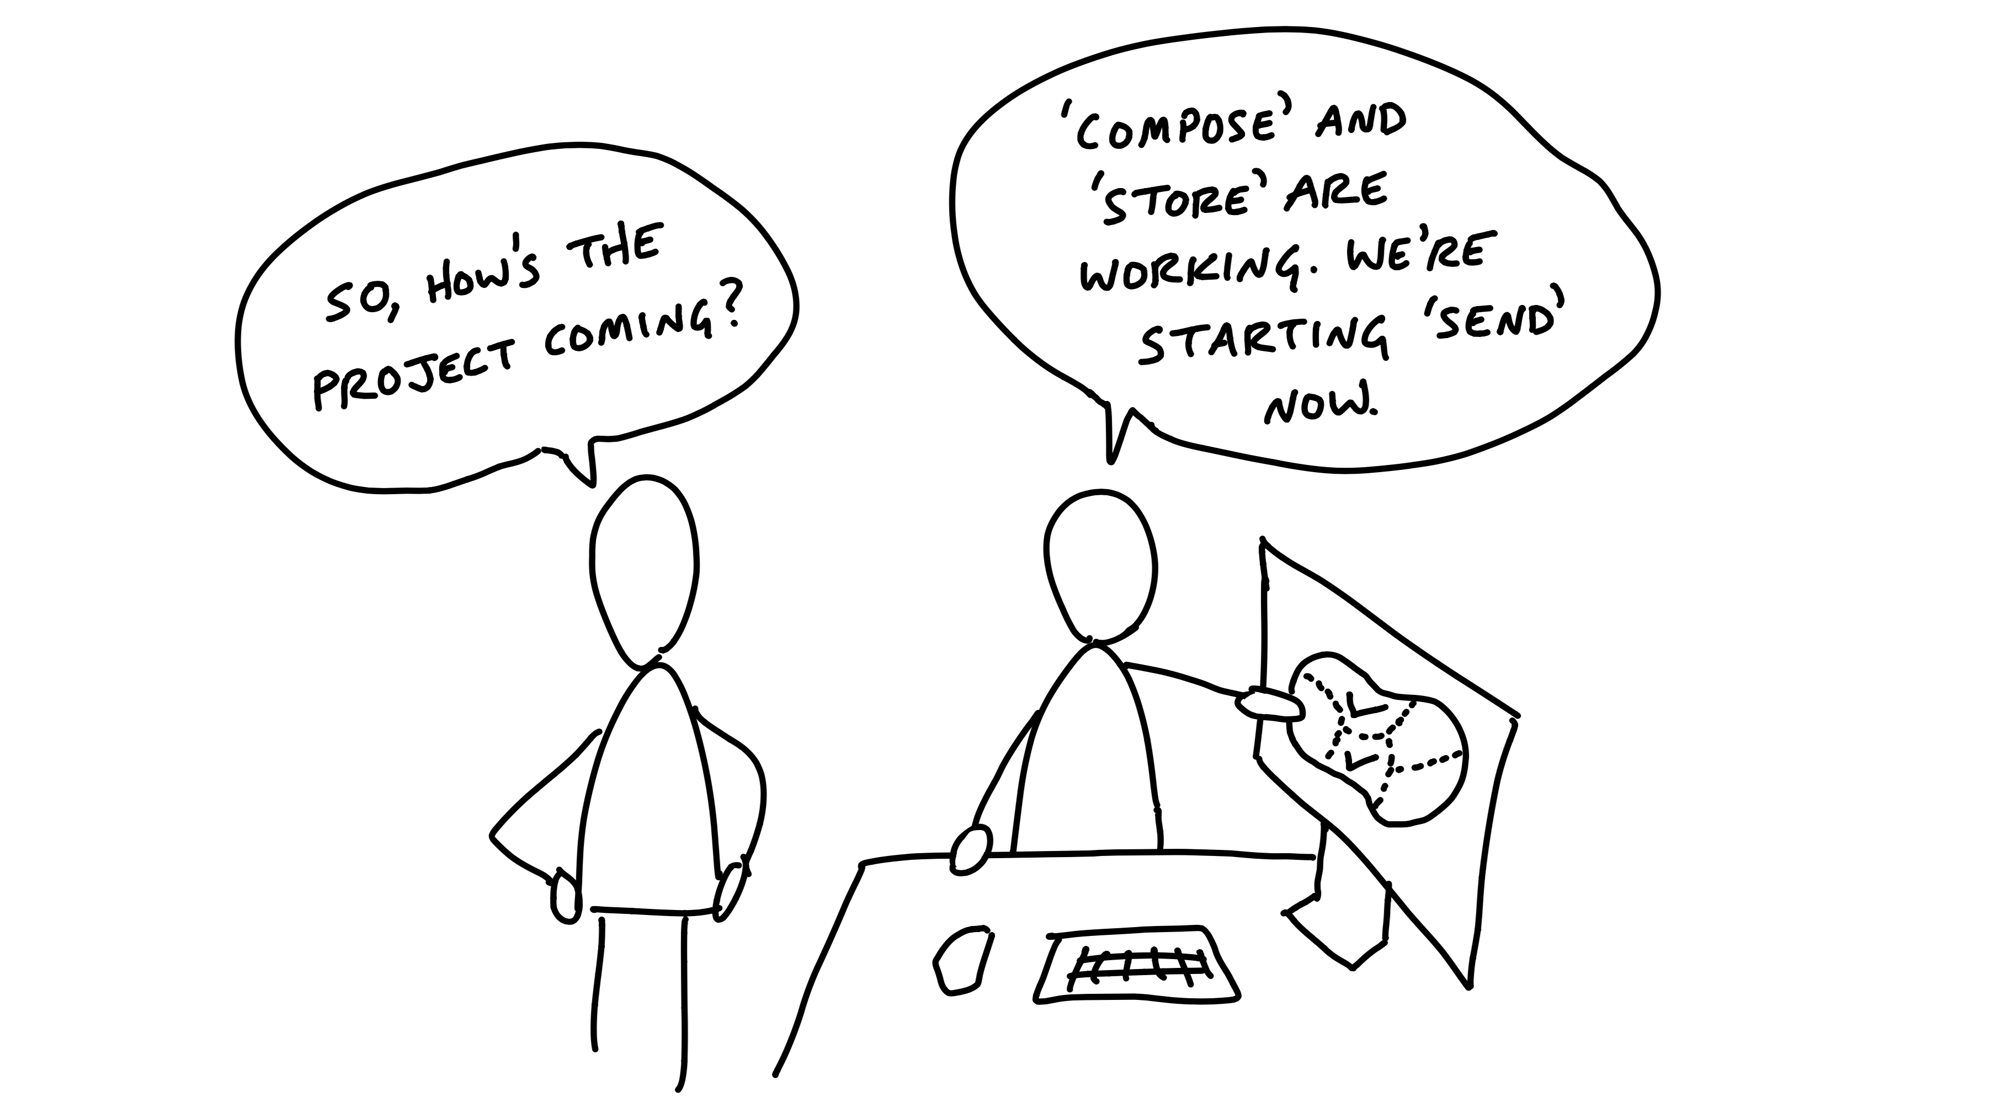 SO, HOW'S THE
PROJECT COMING?
'COMPOSE' AND
'STORE' ARE
WORKING. WE'RE
STARTING 'SEND'
NOW.